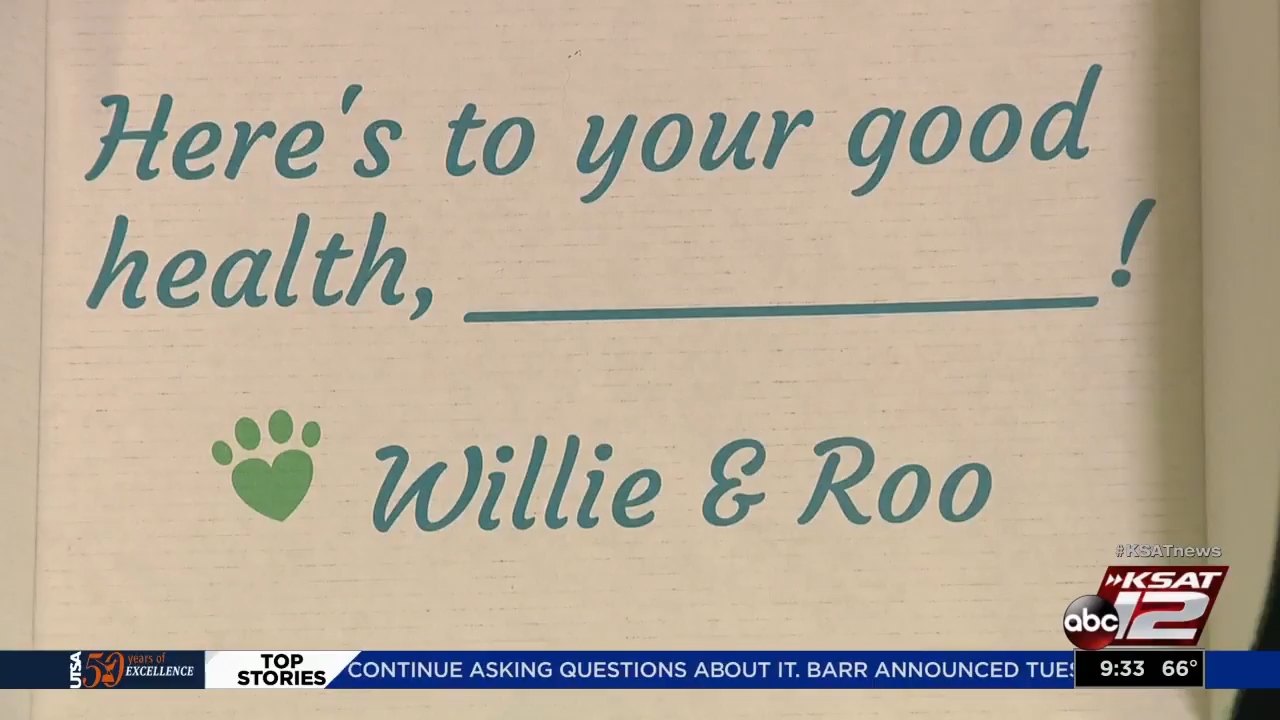 Here's to your good
health, ____________!
Willie & Roo
#KSATnews
KSAT
abc 12
UTSA 50 years of EXCELLENCE
TOP STORIES
CONTINUE ASKING QUESTIONS ABOUT IT. BARR ANNOUNCED TUES
9:33 66°